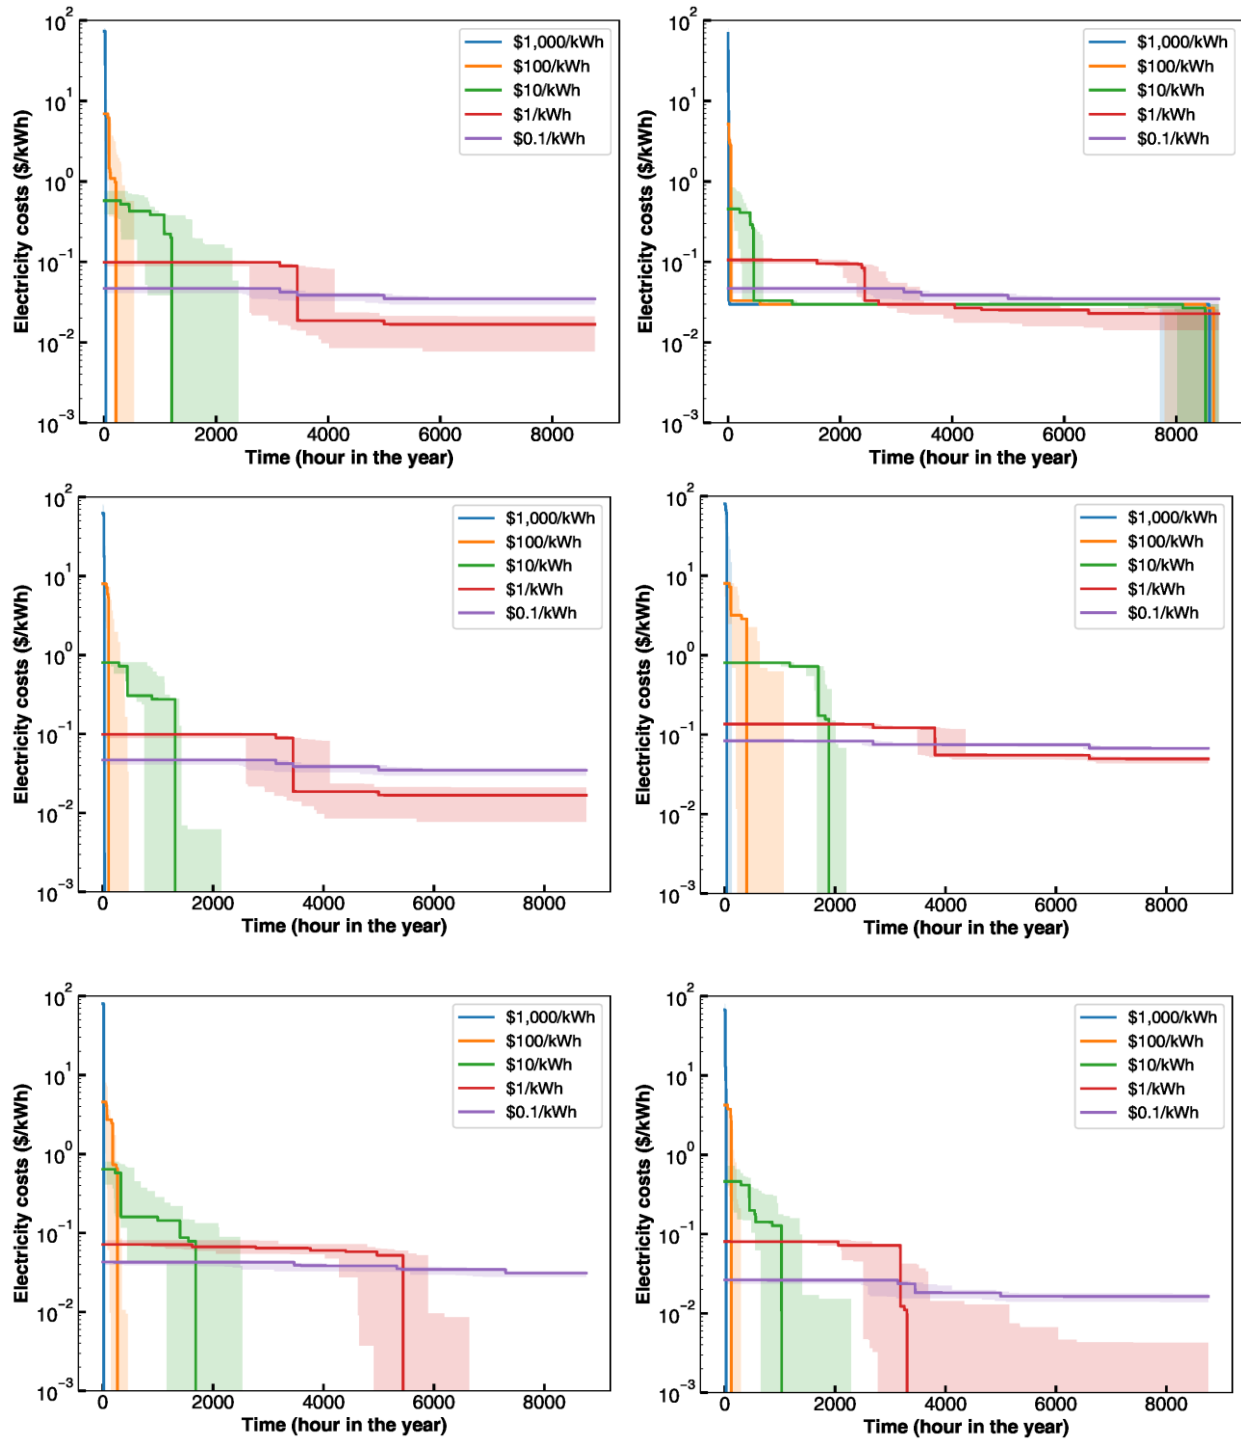 10^2
10^1
10^0
10^-1
10^-2
10^-3
Electricity costs ($/kWh)
$1,000/kWh
$100/kWh
$10/kWh
$1/kWh
$0.1/kWh
0 2000 4000 6000 8000
Time (hour in the year)
10^2
10^1
10^0
10^-1
10^-2
10^-3
Electricity costs ($/kWh)
$1,000/kWh
$100/kWh
$10/kWh
$1/kWh
$0.1/kWh
0 2000 4000 6000 8000
Time (hour in the year)
10^2
10^1
10^0
10^-1
10^-2
10^-3
Electricity costs ($/kWh)
$1,000/kWh
$100/kWh
$10/kWh
$1/kWh
$0.1/kWh
0 2000 4000 6000 8000
Time (hour in the year)
10^2
10^1
10^0
10^-1
10^-2
10^-3
Electricity costs ($/kWh)
$1,000/kWh
$100/kWh
$10/kWh
$1/kWh
$0.1/kWh
0 2000 4000 6000 8000
Time (hour in the year)
10^2
10^1
10^0
10^-1
10^-2
10^-3
Electricity costs ($/kWh)
$1,000/kWh
$100/kWh
$10/kWh
$1/kWh
$0.1/kWh
0 2000 4000 6000 8000
Time (hour in the year)
10^2
10^1
10^0
10^-1
10^-2
10^-3
Electricity costs ($/kWh)
$1,000/kWh
$100/kWh
$10/kWh
$1/kWh
$0.1/kWh
0 2000 4000 6000 8000
Time (hour in the year)